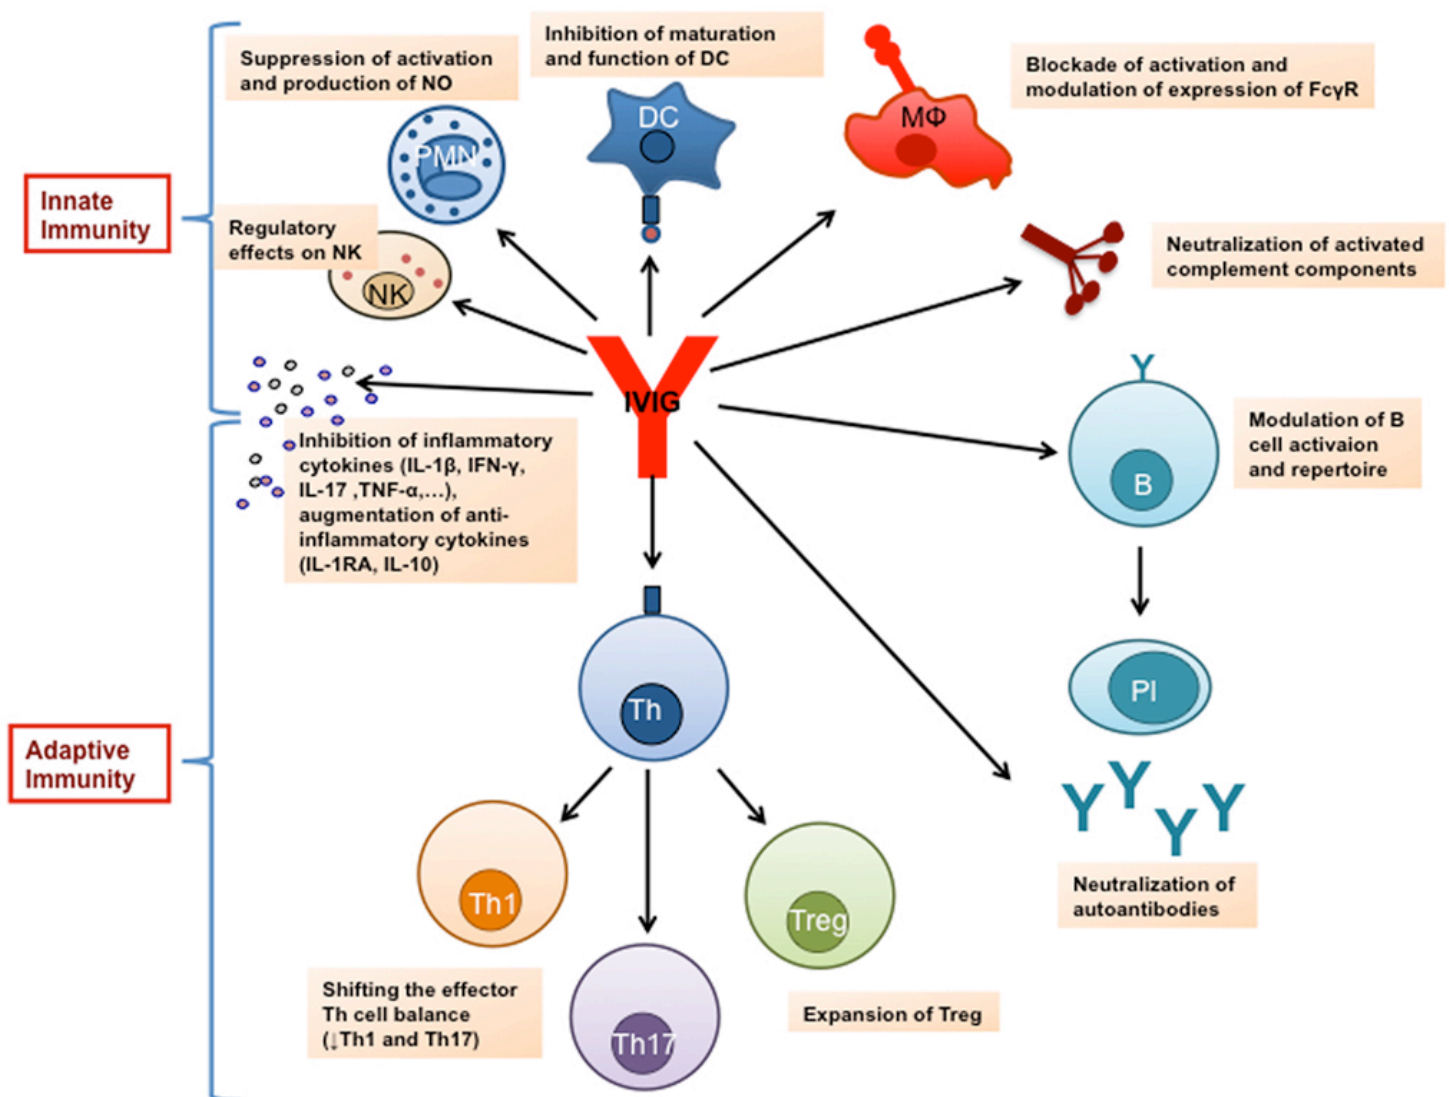 Suppression of activation
and production of NO
Inhibition of maturation
and function of DC
Blockade of activation and
modulation of expression of FcγR
PMN
DC
MΦ
Innate
Immunity
Regulatory
effects on NK
NK
Neutralization of activated
complement components
IVIG
Inhibition of inflammatory
cytokines (IL-1β, IFN-γ,
IL-17 ,TNF-α,...),
augmentation of anti-
inflammatory cytokines
(IL-1RA, IL-10)
B
Modulation of B
cell activaion
and repertoire
Th
Pl
Adaptive
Immunity
Th1
Th17
Treg
Neutralization of
autoantibodies
Shifting the effector
Th cell balance
(↓Th1 and Th17)
Expansion of Treg